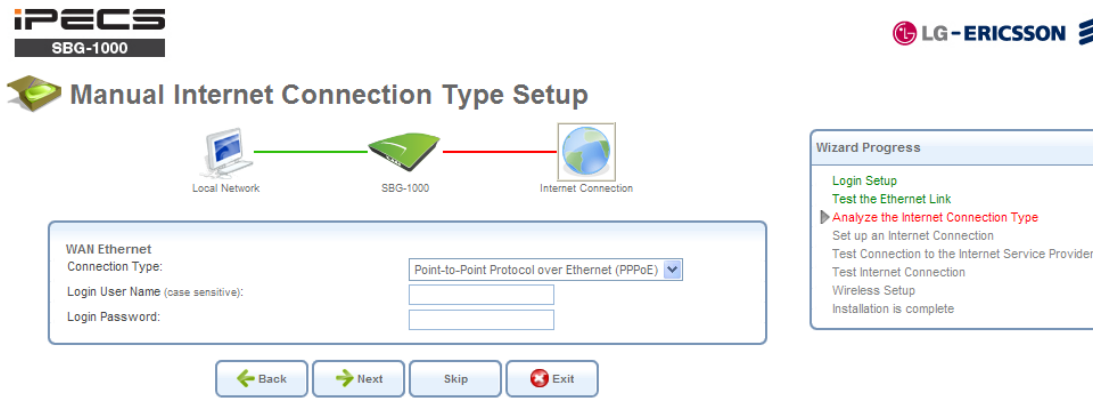 iPECS
SBG-1000
LG-ERICSSON
Manual Internet Connection Type Setup
Local Network
SBG-1000
Internet Connection
WAN Ethernet
Connection Type:
Point-to-Point Protocol over Ethernet (PPPoE)
Login User Name (case sensitive):
Login Password:
Back
Next
Skip
Exit
Wizard Progress
Login Setup
Test the Ethernet Link
Analyze the Internet Connection Type
Set up an Internet Connection
Test Connection to the Internet Service Provider
Test Internet Connection
Wireless Setup
Installation is complete